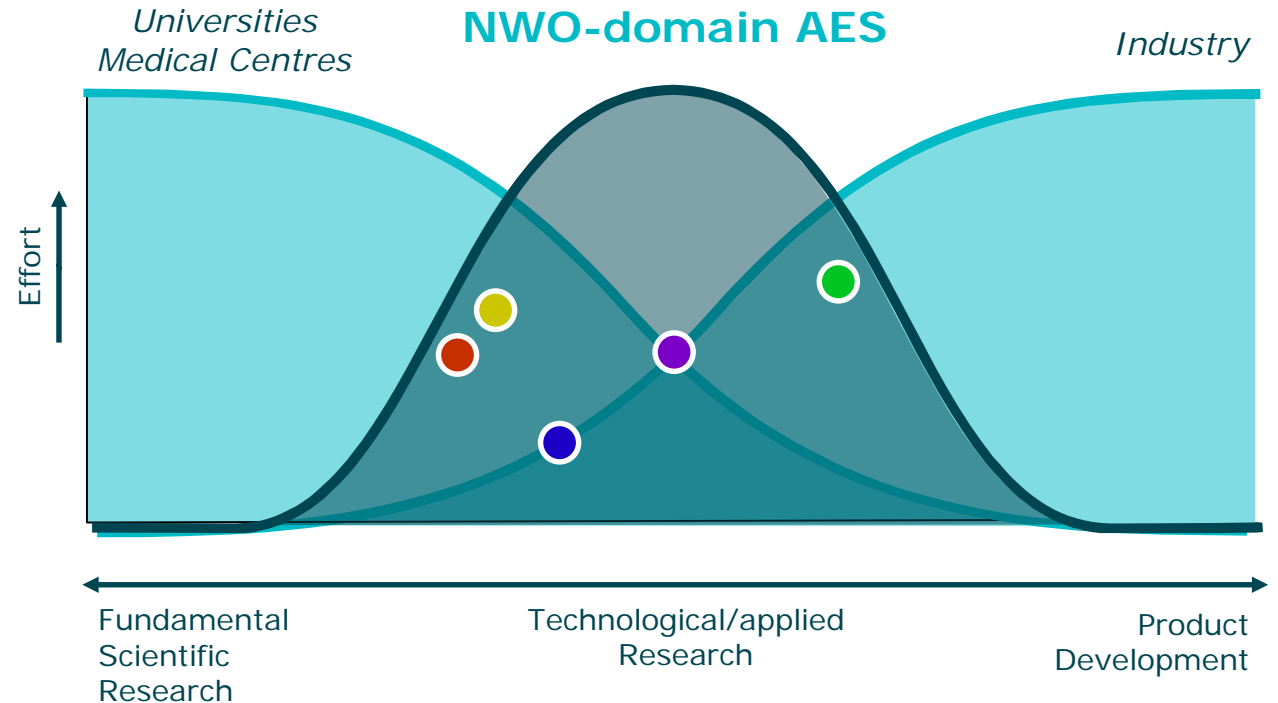 Universities
Medical Centres
NWO-domain AES
Industry
Effort
Fundamental
Scientific
Research
Technological/applied
Research
Product
Development